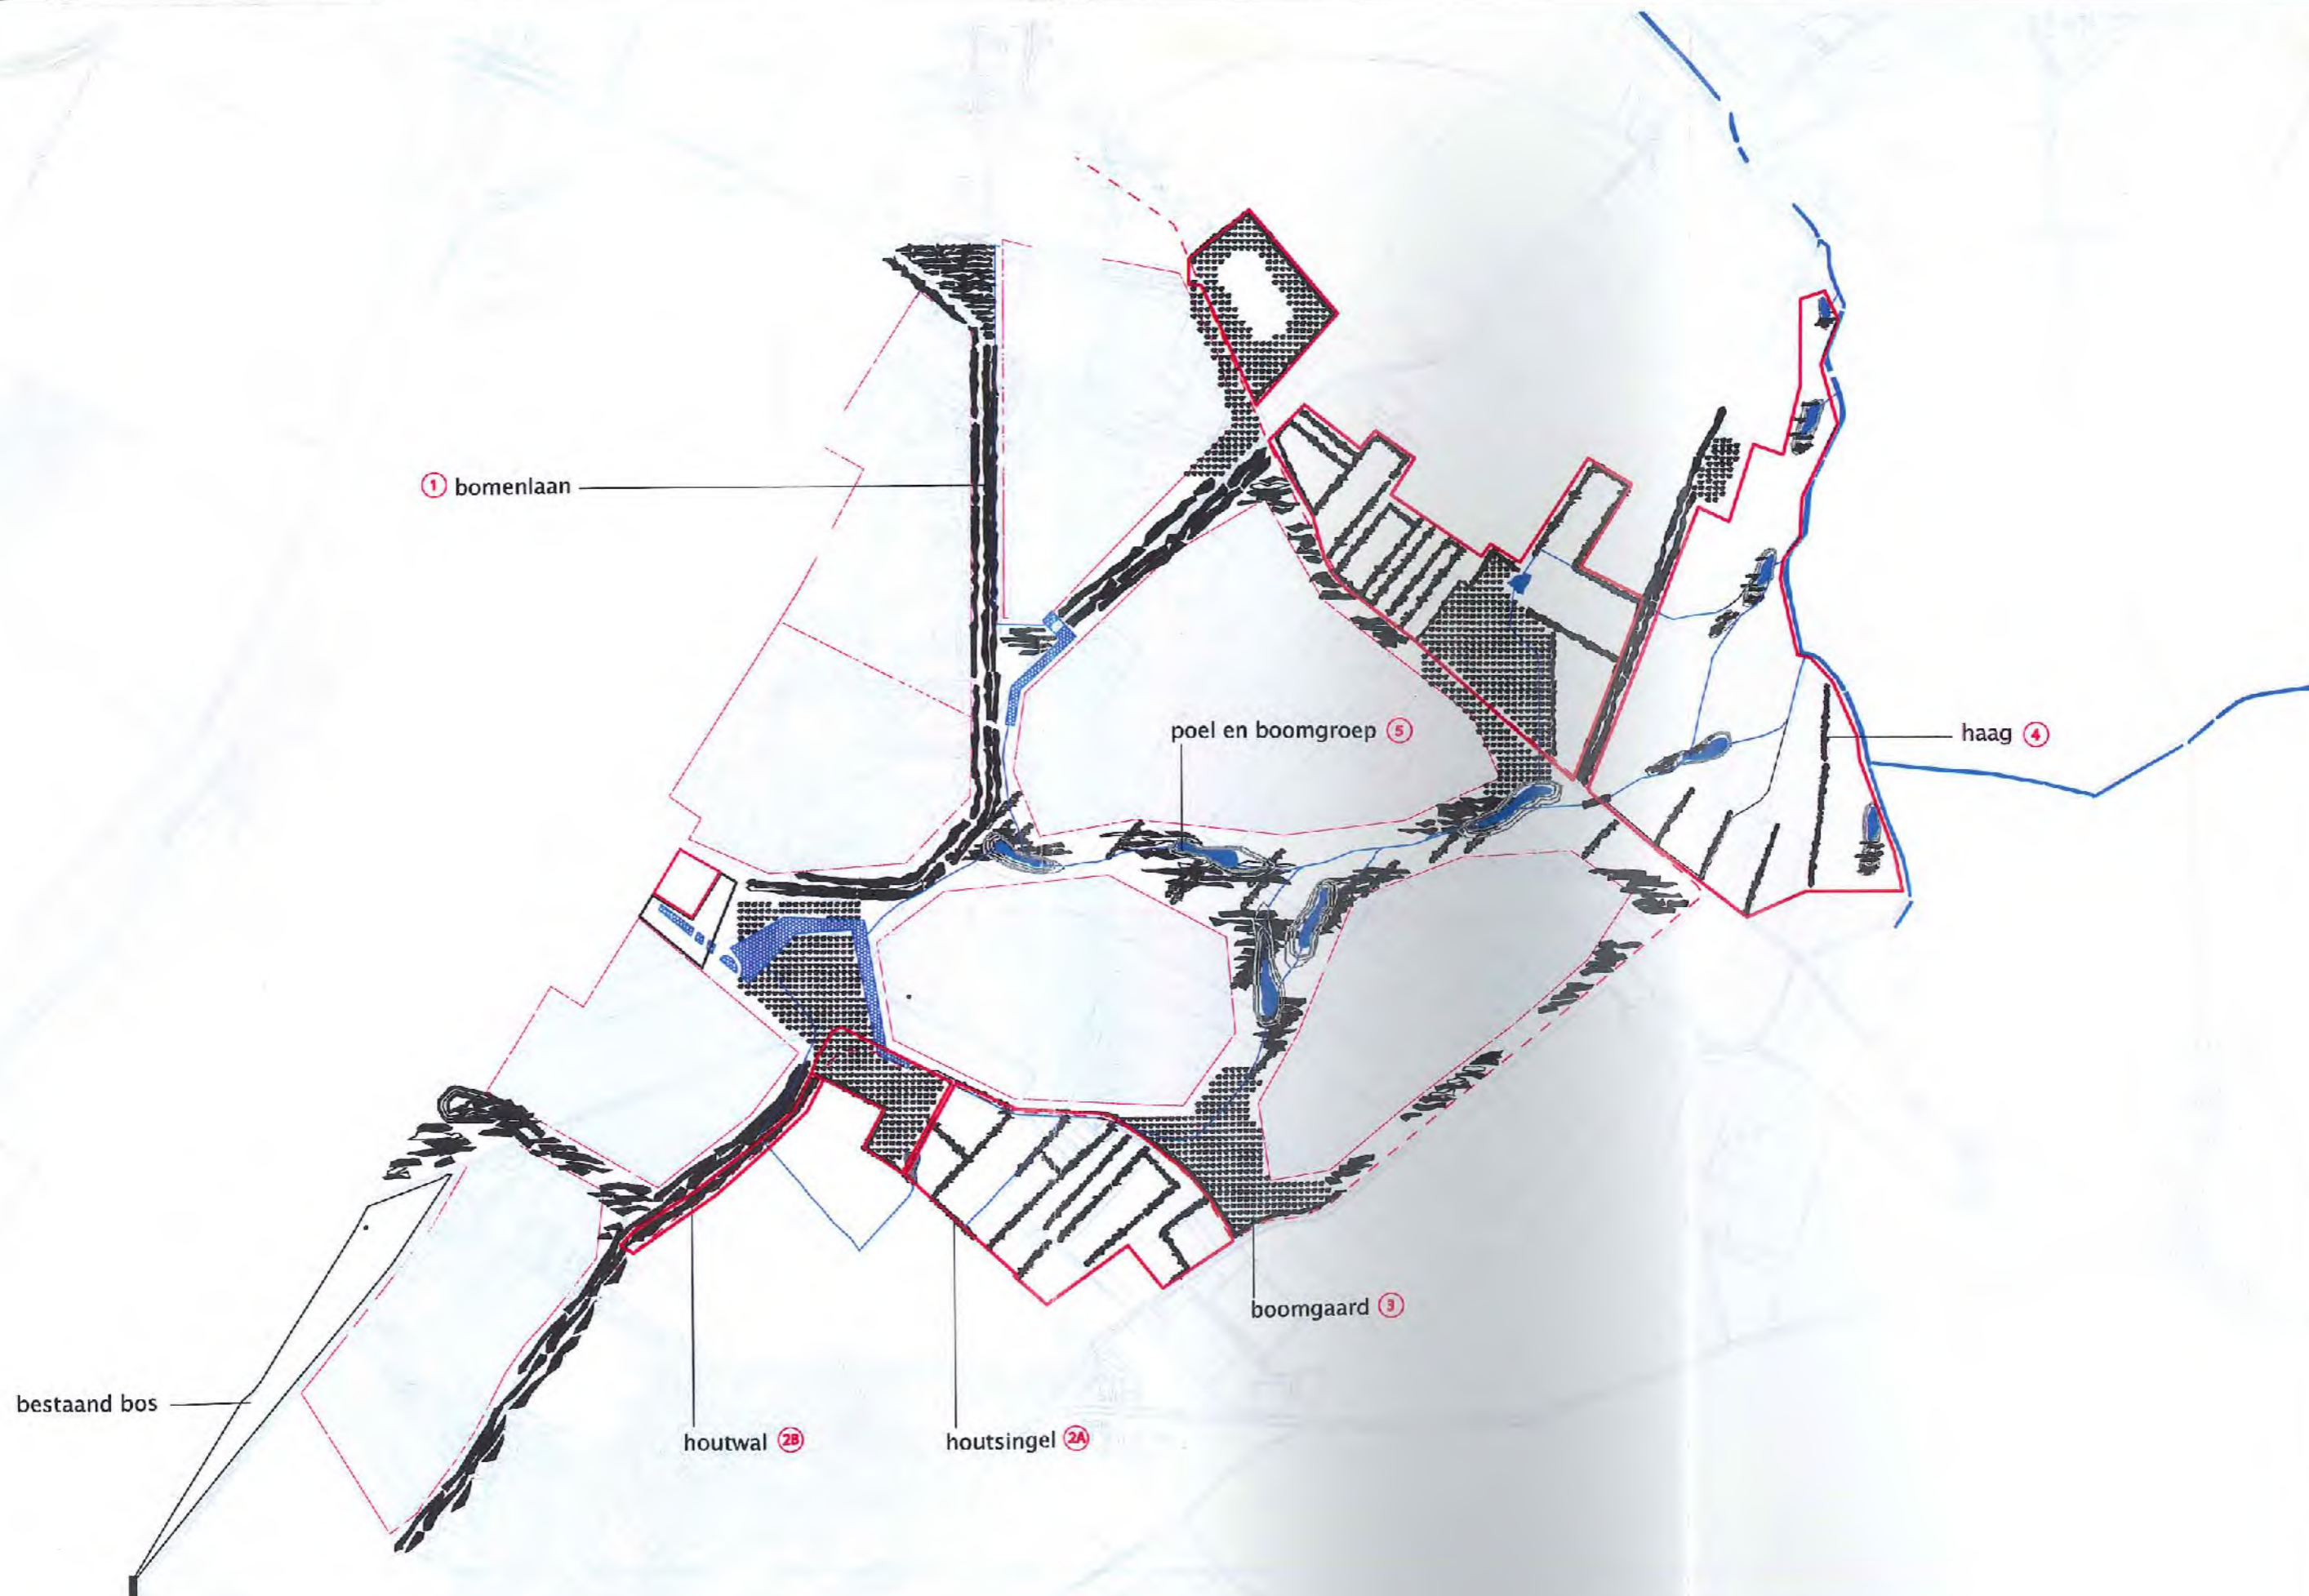 ① bomenlaan
poel en boomgroep ⑤
haag ④
boomgaard ③
bestaand bos
houtwal 2B
houtsingel 2A